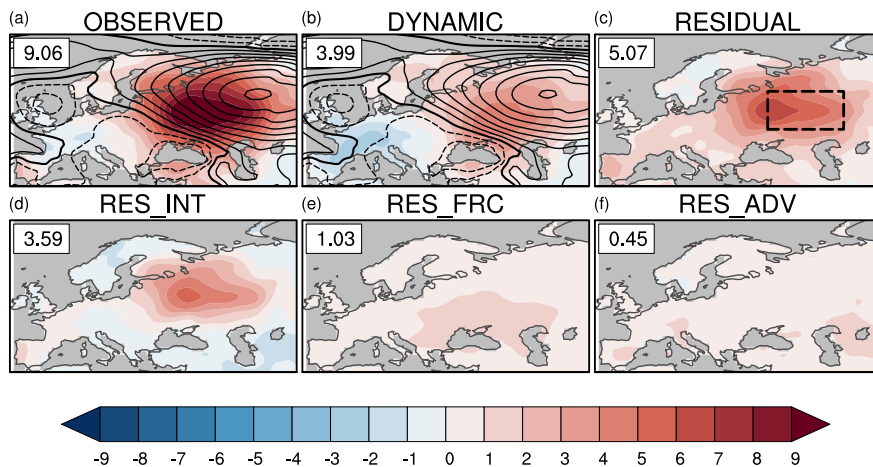 (a) OBSERVED
9.06
(b) DYNAMIC
3.99
(c) RESIDUAL
5.07
(d) RES_INT
3.59
(e) RES_FRC
1.03
(f) RES_ADV
0.45
-9 -8 -7 -6 -5 -4 -3 -2 -1 0 1 2 3 4 5 6 7 8 9